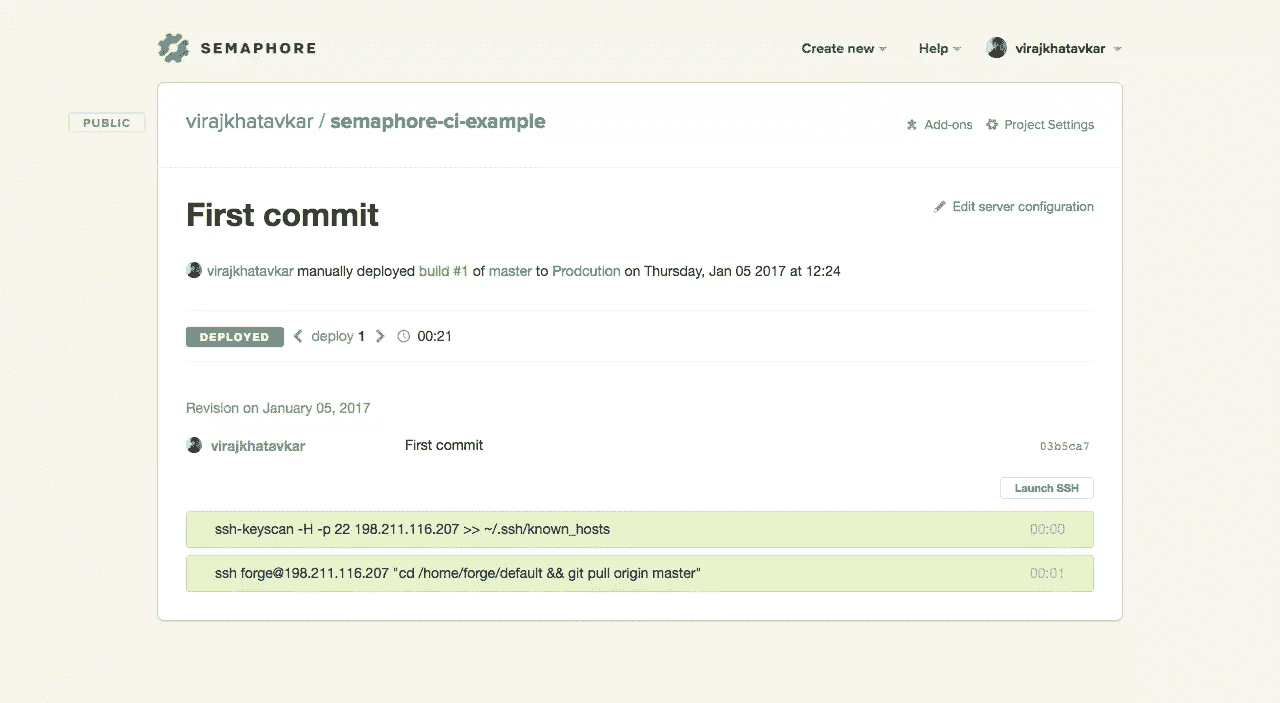 SEMAPHORE
Create new
Help
virajkhatavkar
PUBLIC
virajkhatavkar / semaphore-ci-example
Add-ons
Project Settings
First commit
Edit server configuration
virajkhatavkar manually deployed build #1 of master to Prodcution on Thursday, Jan 05 2017 at 12:24
DEPLOYED deploy 1 00:21
Revision on January 05, 2017
virajkhatavkar First commit 03b5ca7
Launch SSH
ssh-keyscan -H -p 22 198.211.116.207 >> ~/.ssh/known_hosts 00:00
ssh forge@198.211.116.207 "cd /home/forge/default && git pull origin master" 00:01